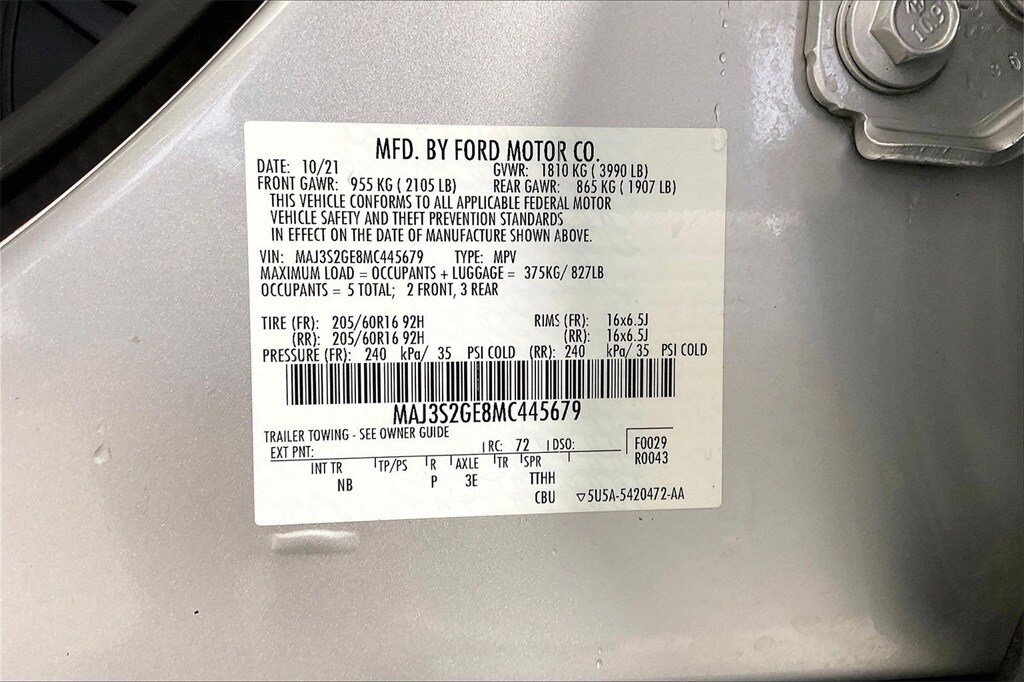 10.9
MFD. BY FORD MOTOR CO.
DATE: 10/21 GVWR: 1810 KG ( 3990 LB)
FRONT GAWR: 955 KG ( 2105 LB) REAR GAWR: 865 KG ( 1907 LB)
THIS VEHICLE CONFORMS TO ALL APPLICABLE FEDERAL MOTOR
VEHICLE SAFETY AND THEFT PREVENTION STANDARDS
IN EFFECT ON THE DATE OF MANUFACTURE SHOWN ABOVE.
VIN: MAJ3S2GE8MC445679 TYPE: MPV
MAXIMUM LOAD = OCCUPANTS + LUGGAGE = 375KG/ 827LB
OCCUPANTS = 5 TOTAL; 2 FRONT, 3 REAR
TIRE (FR): 205/60R16 92H RIMS (FR): 16x6.5J
(RR): 205/60R16 92H (RR): 16x6.5J
PRESSURE (FR): 240 kPa/ 35 PSI COLD (RR): 240 kPa/ 35 PSI COLD
MAJ3S2GE8MC445679
TRAILER TOWING - SEE OWNER GUIDE
EXT PNT: RC: 72 DSO: F0029
R0043
INT TR TP/PS R AXLE TR SPR
NB P 3E TTHH
CBU ▽5U5A-5420472-AA